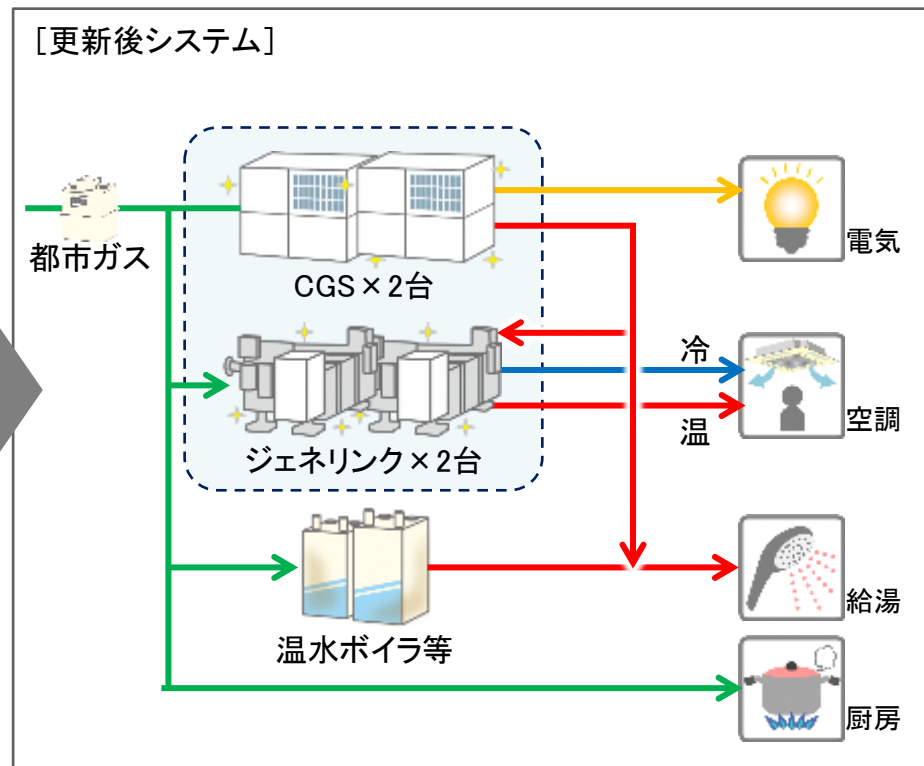 ［更新後システム］
都市ガス
CGS×2台
ジェネリンク×2台
温水ボイラ等
電気
冷
温
空調
給湯
厨房